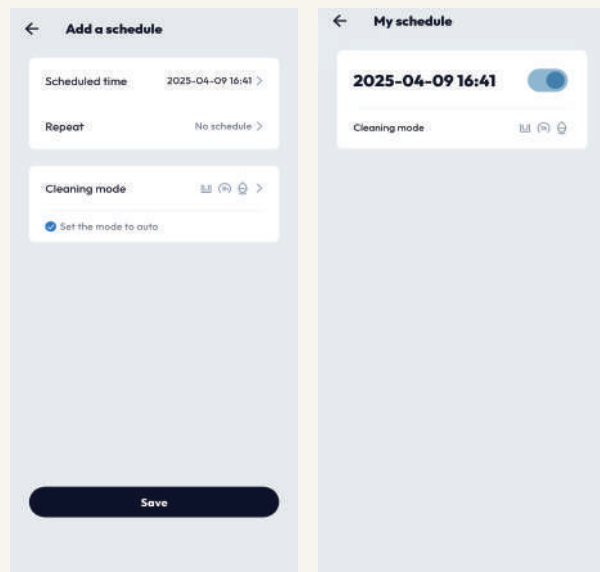 Add a schedule
Scheduled time 2025-04-09 16:41
Repeat No schedule
Cleaning mode
Set the mode to auto
Save
My schedule
2025-04-09 16:41
Cleaning mode